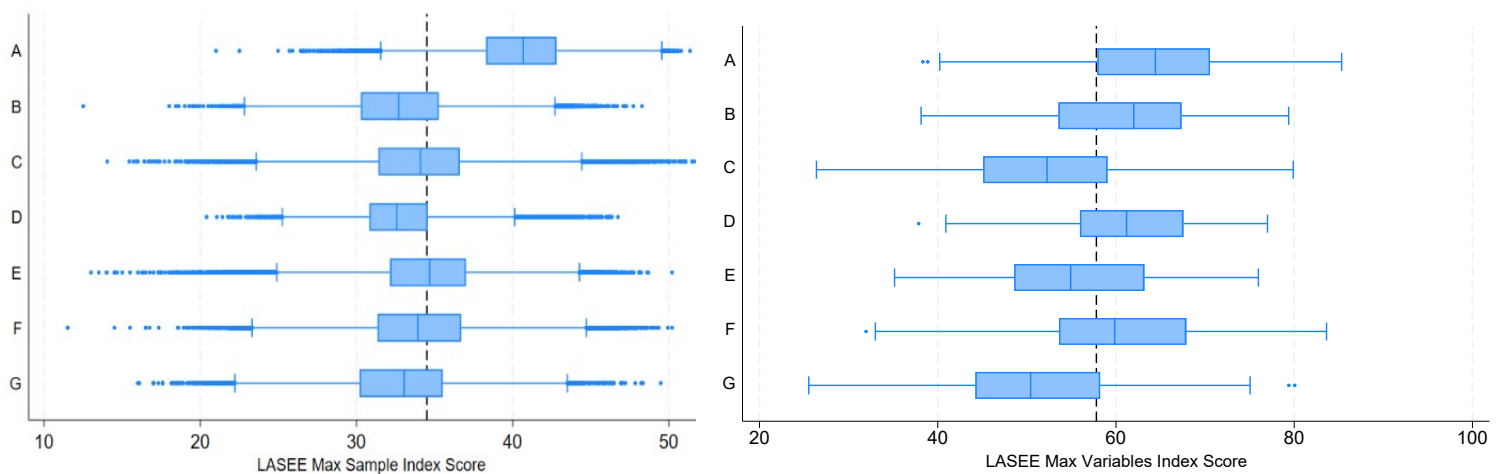 A
B
C
D
E
F
G
10 20 30 40 50
LASEE Max Sample Index Score
A
B
C
D
E
F
G
20 40 60 80 100
LASEE Max Variables Index Score